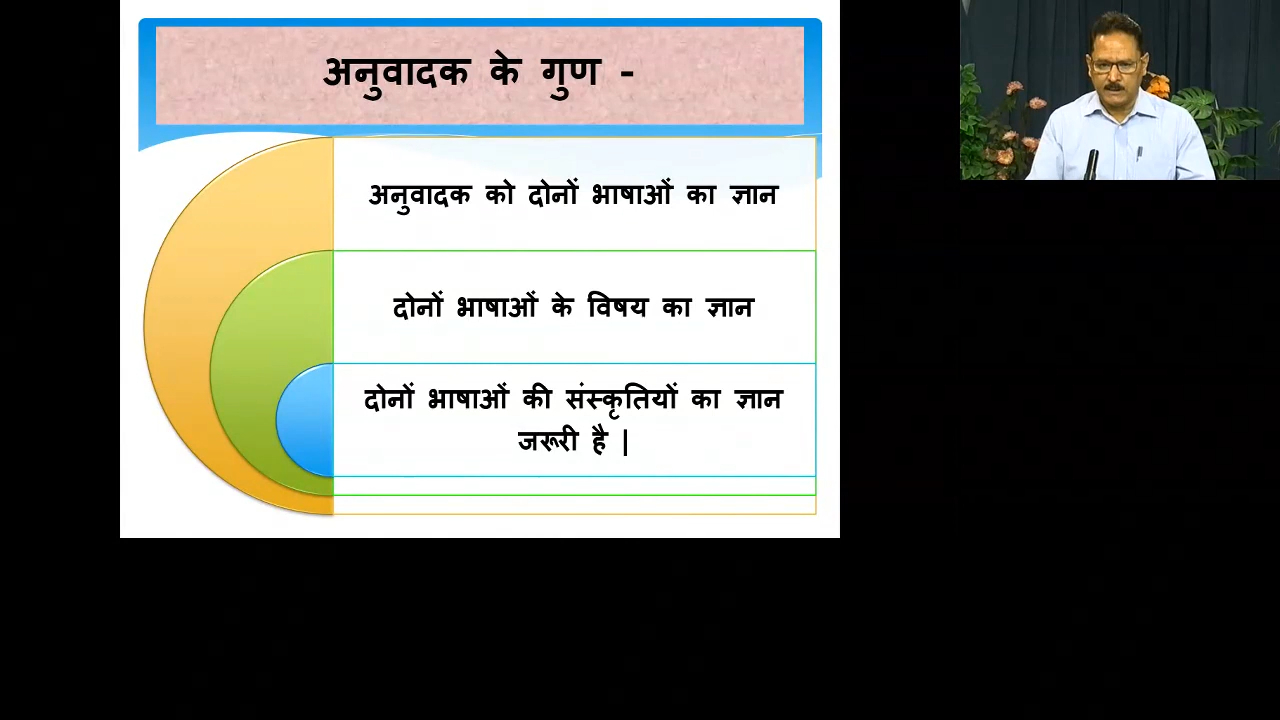 अनुवादक के गुण -
अनुवादक को दोनों भाषाओं का ज्ञान
दोनों भाषाओं के विषय का ज्ञान
दोनों भाषाओं की संस्कृतियों का ज्ञान
जरूरी है |